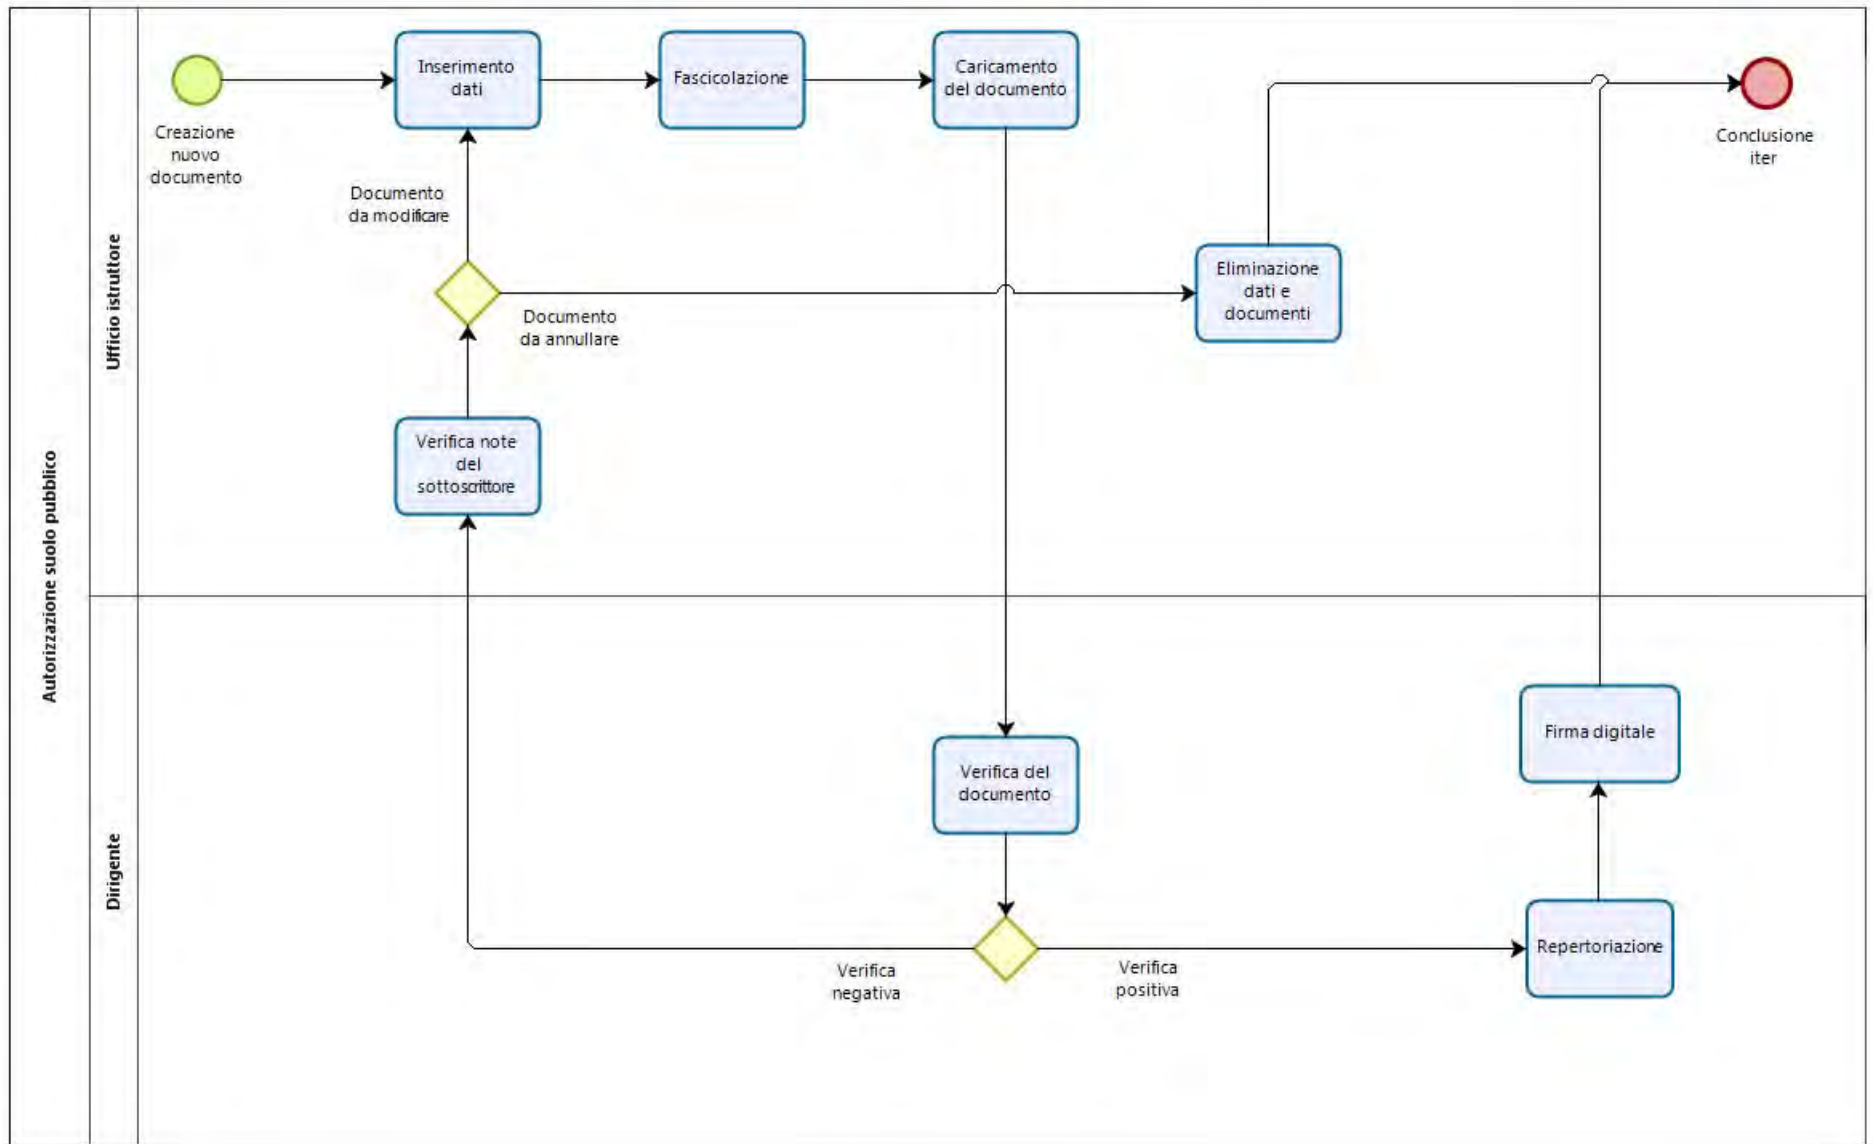 Autorizzazione suolo pubblico
Ufficio istruttore
Creazione
nuovo
documento
Inserimento
dati
Fascicolazione
Caricamento
del documento
Conclusione
iter
Documento
da modificare
Documento
da annullare
Eliminazione
dati e
documenti
Verifica note
del
sottoscrittore
Dirigente
Verifica del
documento
Verifica
negativa
Verifica
positiva
Repertoriazione
Firma digitale